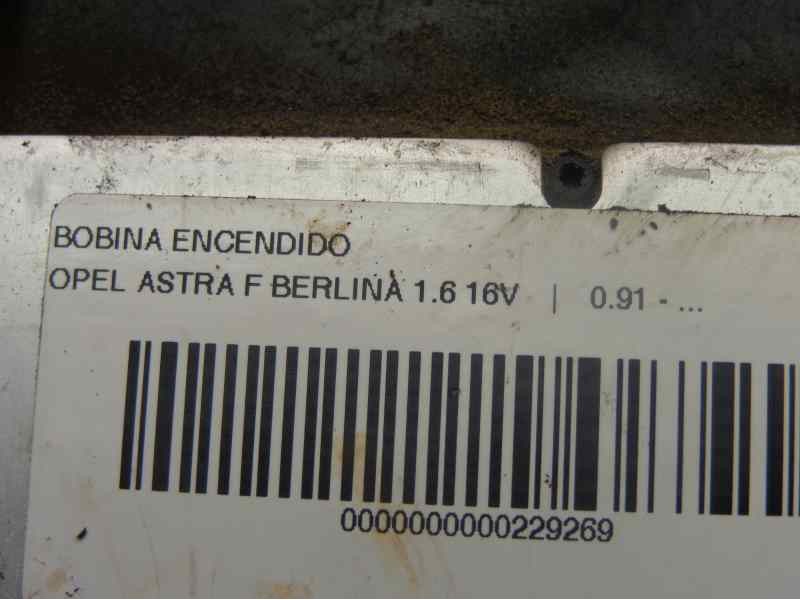 BOBINA ENCENDIDO
OPEL ASTRA F BERLINA 1.6 16V | 0.91 - ...
0000000000229269